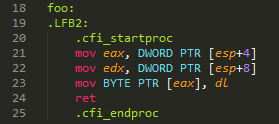 18 foo:
19 .LFB2:
20 .cfi_startproc
21 mov eax, DWORD PTR [esp+4]
22 mov edx, DWORD PTR [esp+8]
23 mov BYTE PTR [eax], dl
24 ret
25 .cfi_endproc